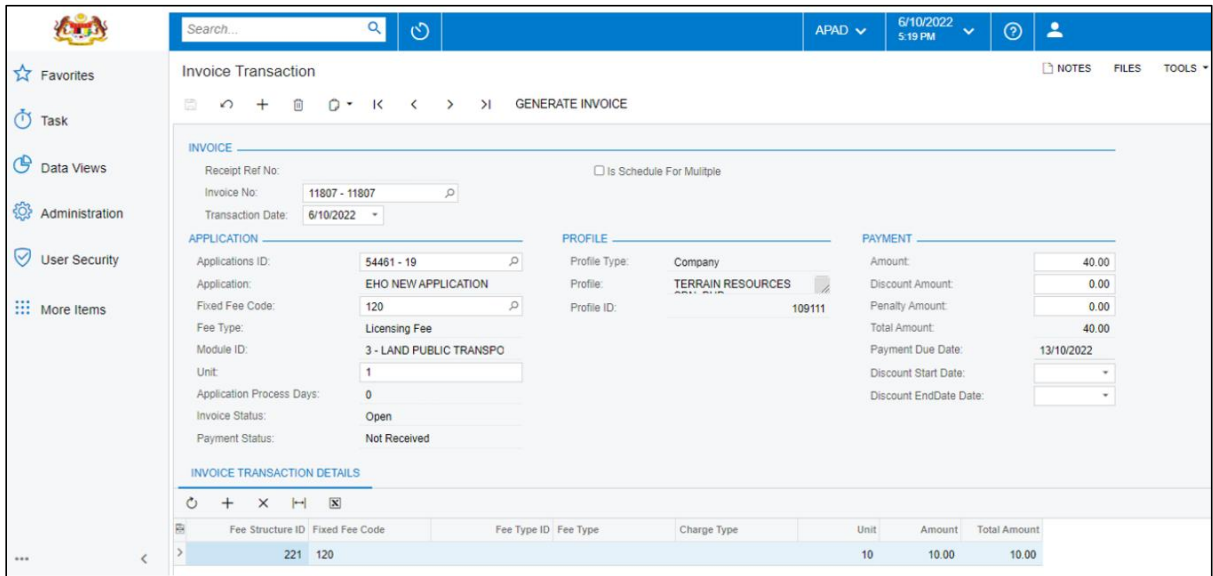 Search...
APAD
6/10/2022
5:19 PM
Favorites
Task
Data Views
Administration
User Security
More Items
Invoice Transaction
NOTES FILES TOOLS
GENERATE INVOICE
INVOICE
Receipt Ref No:
Is Schedule For Mulitple
Invoice No: 11807 - 11807
Transaction Date: 6/10/2022
APPLICATION
Applications ID: 54461 - 19
Application: EHO NEW APPLICATION
Fixed Fee Code: 120
Fee Type: Licensing Fee
Module ID: 3 - LAND PUBLIC TRANSPO
Unit: 1
Application Process Days: 0
Invoice Status: Open
Payment Status: Not Received
PROFILE
Profile Type: Company
Profile: TERRAIN RESOURCES
Profile ID: 109111
PAYMENT
Amount: 40.00
Discount Amount: 0.00
Penalty Amount: 0.00
Total Amount: 40.00
Payment Due Date: 13/10/2022
Discount Start Date:
Discount EndDate Date:
INVOICE TRANSACTION DETAILS
Fee Structure ID Fixed Fee Code Fee Type ID Fee Type Charge Type Unit Amount Total Amount
221 120 10 10.00 10.00